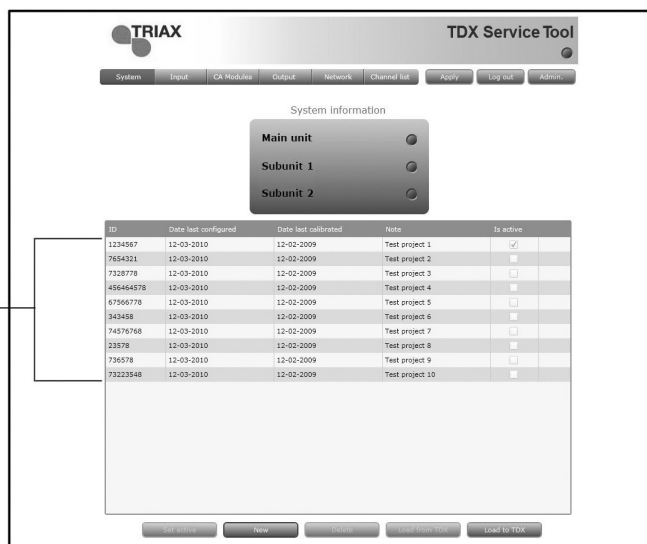 TRIAX
TDX Service Tool
System Input CA Modules Output Network Channel list Apply Log out Admin.
System information
Main unit
Subunit 1
Subunit 2
ID Date last configured Date last calibrated Note Is active
1234567 12-03-2010 12-02-2009 Test project 1
7654321 12-03-2010 12-02-2009 Test project 2
7328778 12-03-2010 12-02-2009 Test project 3
456464578 12-03-2010 12-02-2009 Test project 4
67566778 12-03-2010 12-02-2009 Test project 5
343458 12-03-2010 12-02-2009 Test project 6
74576768 12-03-2010 12-02-2009 Test project 7
23578 12-03-2010 12-02-2009 Test project 8
736578 12-03-2010 12-02-2009 Test project 9
73223548 12-03-2010 12-02-2009 Test project 10
Set active New Delete Load from TDX Load to TDX